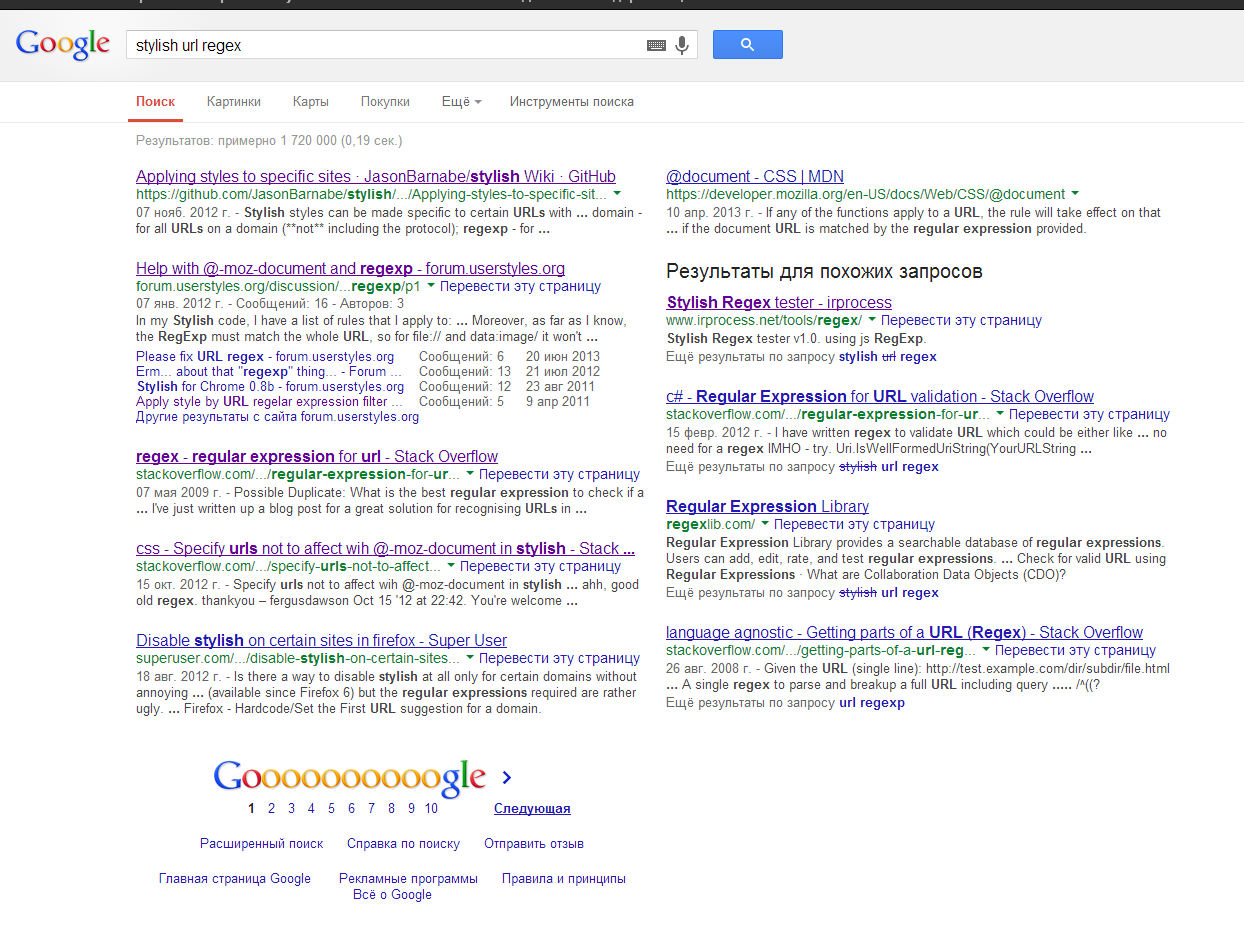 Google
stylish url regex
Поиск Картинки Карты Покупки Ещё Инструменты поиска
Результатов: примерно 1 720 000 (0,19 сек.)
Applying styles to specific sites · JasonBarnabe/stylish Wiki · GitHub
https://github.com/JasonBarnabe/stylish/.../Applying-styles-to-specific-sit...
07 нояб. 2012 г. - Stylish styles can be made specific to certain URLs with ... domain -
for all URLs on a domain (**not** including the protocol); regexp - for ...
Help with @-moz-document and regexp - forum.userstyles.org
forum.userstyles.org/discussion/...regexp/p1 Перевести эту страницу
07 янв. 2012 г. - Сообщений: 16 - Авторов: 3
In my Stylish code, I have a list of rules that I apply to: ... Moreover, as far as I know,
the RegExp must match the whole URL, so for file:// and data:image/ it won't ...
Please fix URL regex - forum.userstyles.org Сообщений: 6 20 июн 2013
Erm... about that "regexp" thing... - Forum ... Сообщений: 13 21 июл 2012
Stylish for Chrome 0.8b - forum.userstyles.org Сообщений: 12 23 авг 2011
Apply style by URL regelar expression filter ... Сообщений: 5 9 апр 2011
Другие результаты с сайта forum.userstyles.org
regex - regular expression for url - Stack Overflow
stackoverflow.com/.../regular-expression-for-ur... Перевести эту страницу
07 мая 2009 г. - Possible Duplicate: What is the best regular expression to check if a
... I've just written up a blog post for a great solution for recognising URLs in ...
css - Specify urls not to affect wih @-moz-document in stylish - Stack ...
stackoverflow.com/.../specify-urls-not-to-affect... Перевести эту страницу
15 окт. 2012 г. - Specify urls not to affect wih @-moz-document in stylish ... ahh, good
old regex. thankyou – fergusdawson Oct 15 '12 at 22:42. You're welcome ...
Disable stylish on certain sites in firefox - Super User
superuser.com/.../disable-stylish-on-certain-sites... Перевести эту страницу
18 авг. 2012 г. - Is there a way to disable stylish at all only for certain domains without
annoying ... (available since Firefox 6) but the regular expressions required are rather
ugly. ... Firefox - Hardcode/Set the First URL suggestion for a domain.
@document - CSS | MDN
https://developer.mozilla.org/en-US/docs/Web/CSS/@document
10 апр. 2013 г. - If any of the functions apply to a URL, the rule will take effect on that
... if the document URL is matched by the regular expression provided.
Результаты для похожих запросов
Stylish Regex tester - irprocess
www.irprocess.net/tools/regex/ Перевести эту страницу
Stylish Regex tester v1.0. using js RegExp.
Ещё результаты по запросу stylish url regex
c# - Regular Expression for URL validation - Stack Overflow
stackoverflow.com/.../regular-expression-for-ur... Перевести эту страницу
15 февр. 2012 г. - I have written regex to validate URL which could be either like ... no
need for a regex IMHO - try. Uri.IsWellFormedUriString(YourURLString ...
Ещё результаты по запросу stylish url regex
Regular Expression Library
regexlib.com/ Перевести эту страницу
Regular Expression Library provides a searchable database of regular expressions.
Users can add, edit, rate, and test regular expressions. ... Check for valid URL using
Regular Expressions · What are Collaboration Data Objects (CDO)?
Ещё результаты по запросу stylish url regex
language agnostic - Getting parts of a URL (Regex) - Stack Overflow
stackoverflow.com/.../getting-parts-of-a-url-reg... Перевести эту страницу
26 авг. 2008 г. - Given the URL (single line): http://test.example.com/dir/subdir/file.html
... A single regex to parse and breakup a full URL including query ..... /^((?
Ещё результаты по запросу url regexp
Goooooooooogle
1 2 3 4 5 6 7 8 9 10 Следующая
Расширенный поиск Справка по поиску Отправить отзыв
Главная страница Google Рекламные программы Правила и принципы
Всё о Google